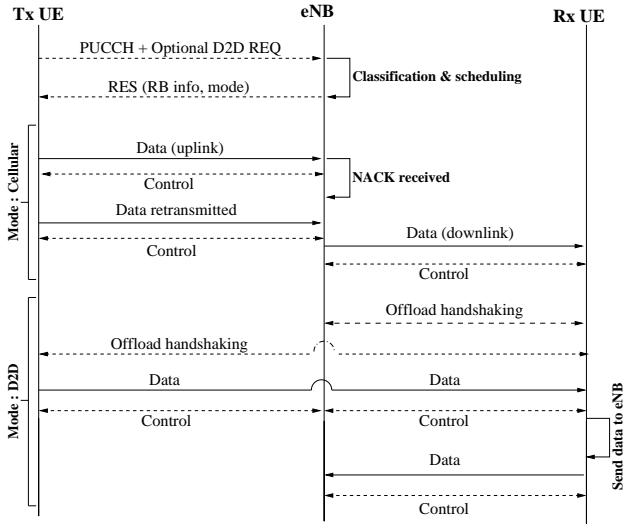 Tx UE
eNB
Rx UE
PUCCH + Optional D2D REQ
Classification & scheduling
RES (RB info, mode)
Mode : Cellular
Data (uplink)
Control
NACK received
Data retransmitted
Control
Data (downlink)
Control
Mode : D2D
Offload handshaking
Offload handshaking
Data
Data
Control
Control
Send data to eNB
Data
Control